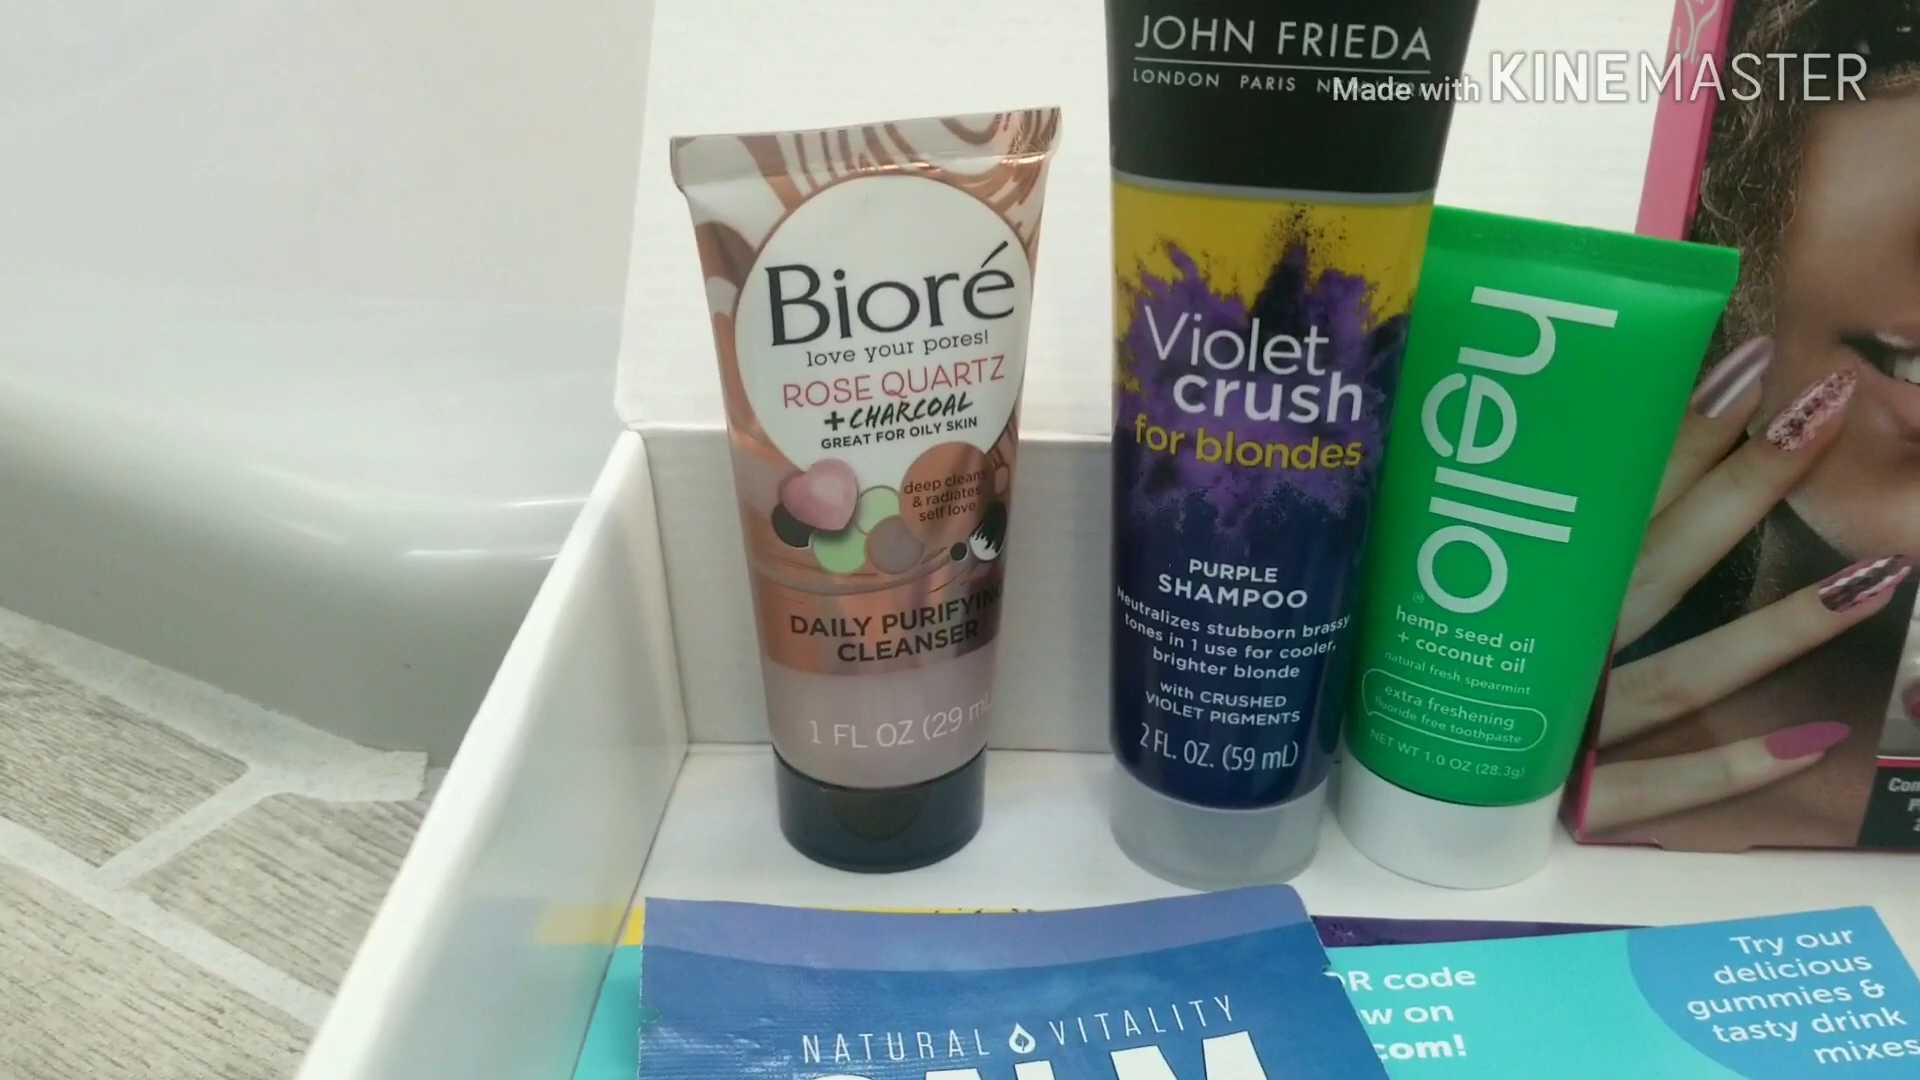 Made with KINEMASTER
Bioré
love your pores!
ROSE QUARTZ
+CHARCOAL
GREAT FOR OILY SKIN
deep cleans
& radiates
self love
DAILY PURIFYING
CLEANSER
1 FL OZ (29 mL
JOHN FRIEDA
LONDON PARIS
Violet
crush
for blondes
PURPLE
SHAMPOO
Neutralizes stubborn brassy
tones in 1 use for cooler,
brighter blonde
with CRUSHED
VIOLET PIGMENTS
2 FL. OZ. (59 mL)
hello®
hemp seed oil
+ coconut oil
natural fresh spearmint
extra freshening
fluoride free toothpaste
NET WT 1.0 OZ (28.3g)
NATURAL VITALITY
CALM
QR code
w on
.com!
Try our
delicious
gummies &
tasty drink
mixes